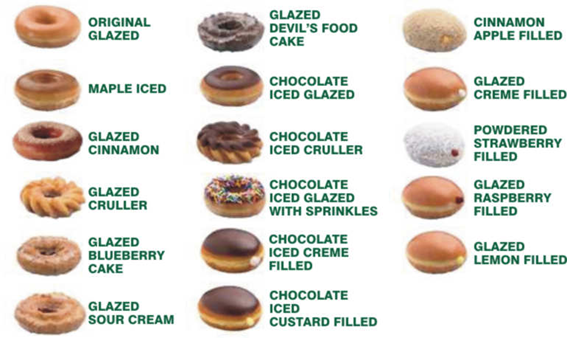 ORIGINAL
GLAZED
MAPLE ICED
GLAZED
CINNAMON
GLAZED
CRULLER
GLAZED
BLUEBERRY
CAKE
GLAZED
SOUR CREAM
GLAZED
DEVIL'S FOOD
CAKE
CHOCOLATE
ICED GLAZED
CHOCOLATE
ICED CRULLER
CHOCOLATE
ICED GLAZED
WITH SPRINKLES
CHOCOLATE
ICED CREME
FILLED
CHOCOLATE
ICED
CUSTARD FILLED
CINNAMON
APPLE FILLED
GLAZED
CREME FILLED
POWDERED
STRAWBERRY
FILLED
GLAZED
RASPBERRY
FILLED
GLAZED
LEMON FILLED